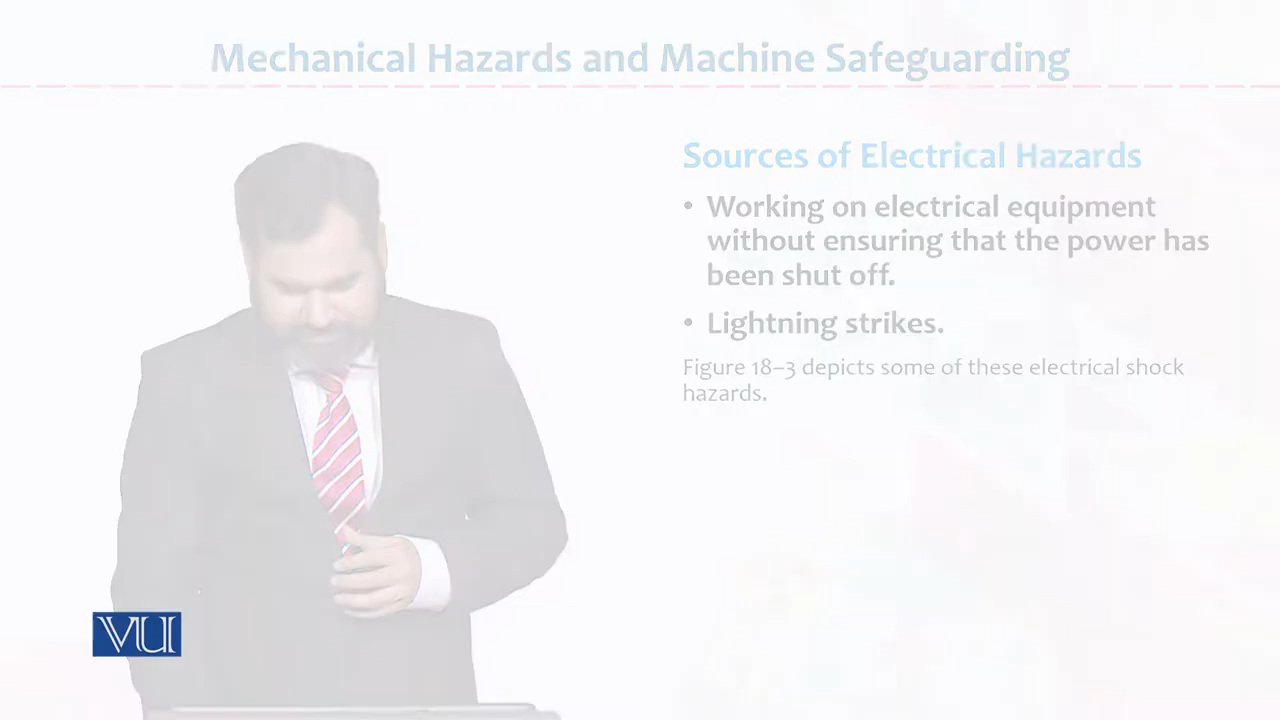 Mechanical Hazards and Machine Safeguarding
Sources of Electrical Hazards
• Working on electrical equipment
without ensuring that the power has
been shut off.
• Lightning strikes.
Figure 18–3 depicts some of these electrical shock
hazards.
VU